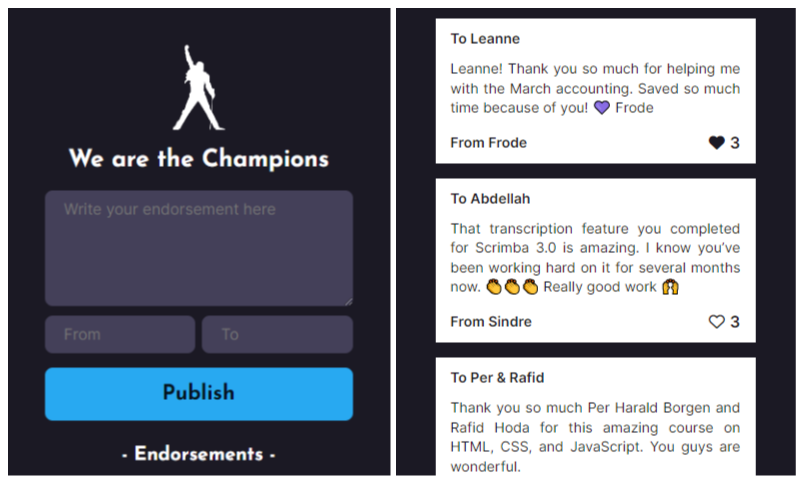 We are the Champions
Write your endorsement here
From
To
Publish
- Endorsements -
To Leanne
Leanne! Thank you so much for helping me
with the March accounting. Saved so much
time because of you! 💜 Frode
From Frode
🖤 3
To Abdellah
That transcription feature you completed
for Scrimba 3.0 is amazing. I know you've
been working hard on it for several months
now. 👏👏👏 Really good work 🙌
From Sindre
♡ 3
To Per & Rafid
Thank you so much Per Harald Borgen and
Rafid Hoda for this amazing course on
HTML, CSS, and JavaScript. You guys are
wonderful.